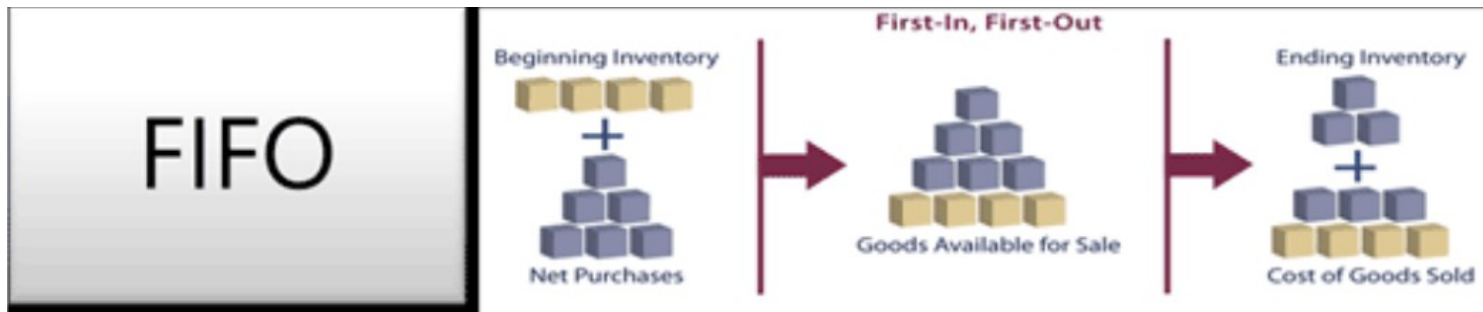 FIFO
First-In, First-Out
Beginning Inventory
Net Purchases
Goods Available for Sale
Ending Inventory
Cost of Goods Sold